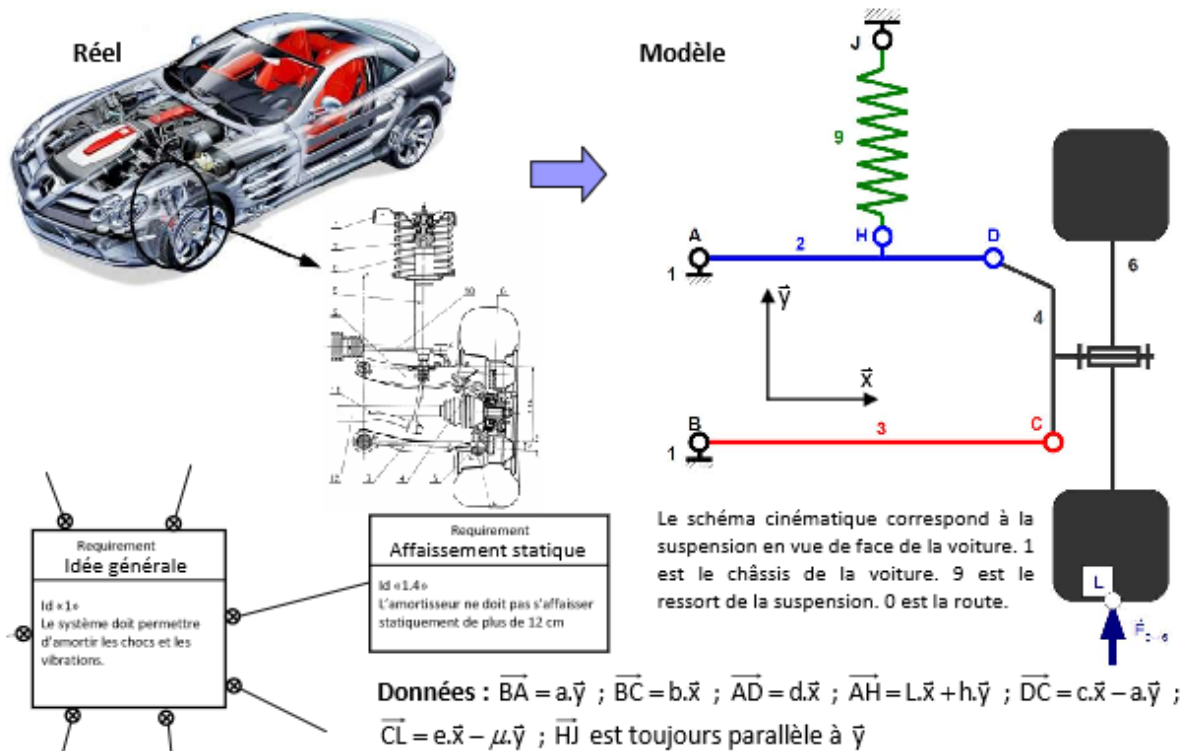 Réel
Modèle
J
9
A
2
H
D
1
6
4
y
x
B
3
C
1
L
F 0→6
Le schéma cinématique correspond à la
suspension en vue de face de la voiture. 1
est le châssis de la voiture. 9 est le
ressort de la suspension. 0 est la route.
Requirement
Idée générale
Id «1»
Le système doit permettre
d'amortir les chocs et les
vibrations.
Requirement
Affaissement statique
Id «1.4»
L'amortisseur ne doit pas s'affaisser
statiquement de plus de 12 cm
Données : BA = a.y ; BC = b.x ; AD = d.x ; AH = L.x + h.y ; DC = c.x – a.y ;
CL = e.x – μ.y ; HJ est toujours parallèle à y